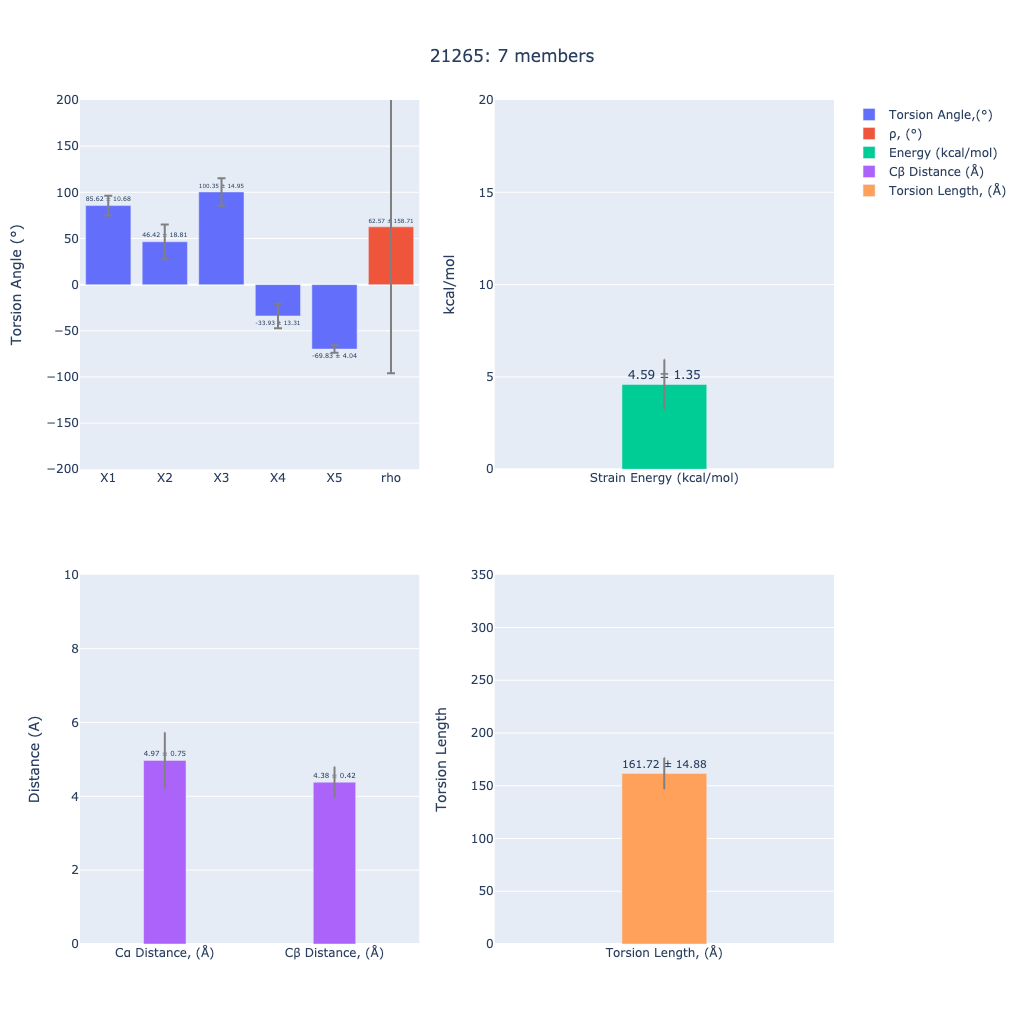 21265: 7 members
Torsion Angle (°)
200
150
100
50
0
−50
−100
−150
−200
85.62 ± 10.68
46.42 ± 18.81
100.35 ± 14.95
-33.93 ± 13.31
-69.83 ± 4.04
62.57 ± 158.71
X1 X2 X3 X4 X5 rho
kcal/mol
20
15
10
5
0
4.59 ± 1.35
Strain Energy (kcal/mol)
Torsion Angle,(°)
ρ, (°)
Energy (kcal/mol)
Cβ Distance (Å)
Torsion Length, (Å)
Distance (A)
10
8
6
4
2
0
4.97 ± 0.75
4.38 ± 0.42
Cα Distance, (Å) Cβ Distance, (Å)
Torsion Length
350
300
250
200
150
100
50
0
161.72 ± 14.88
Torsion Length, (Å)